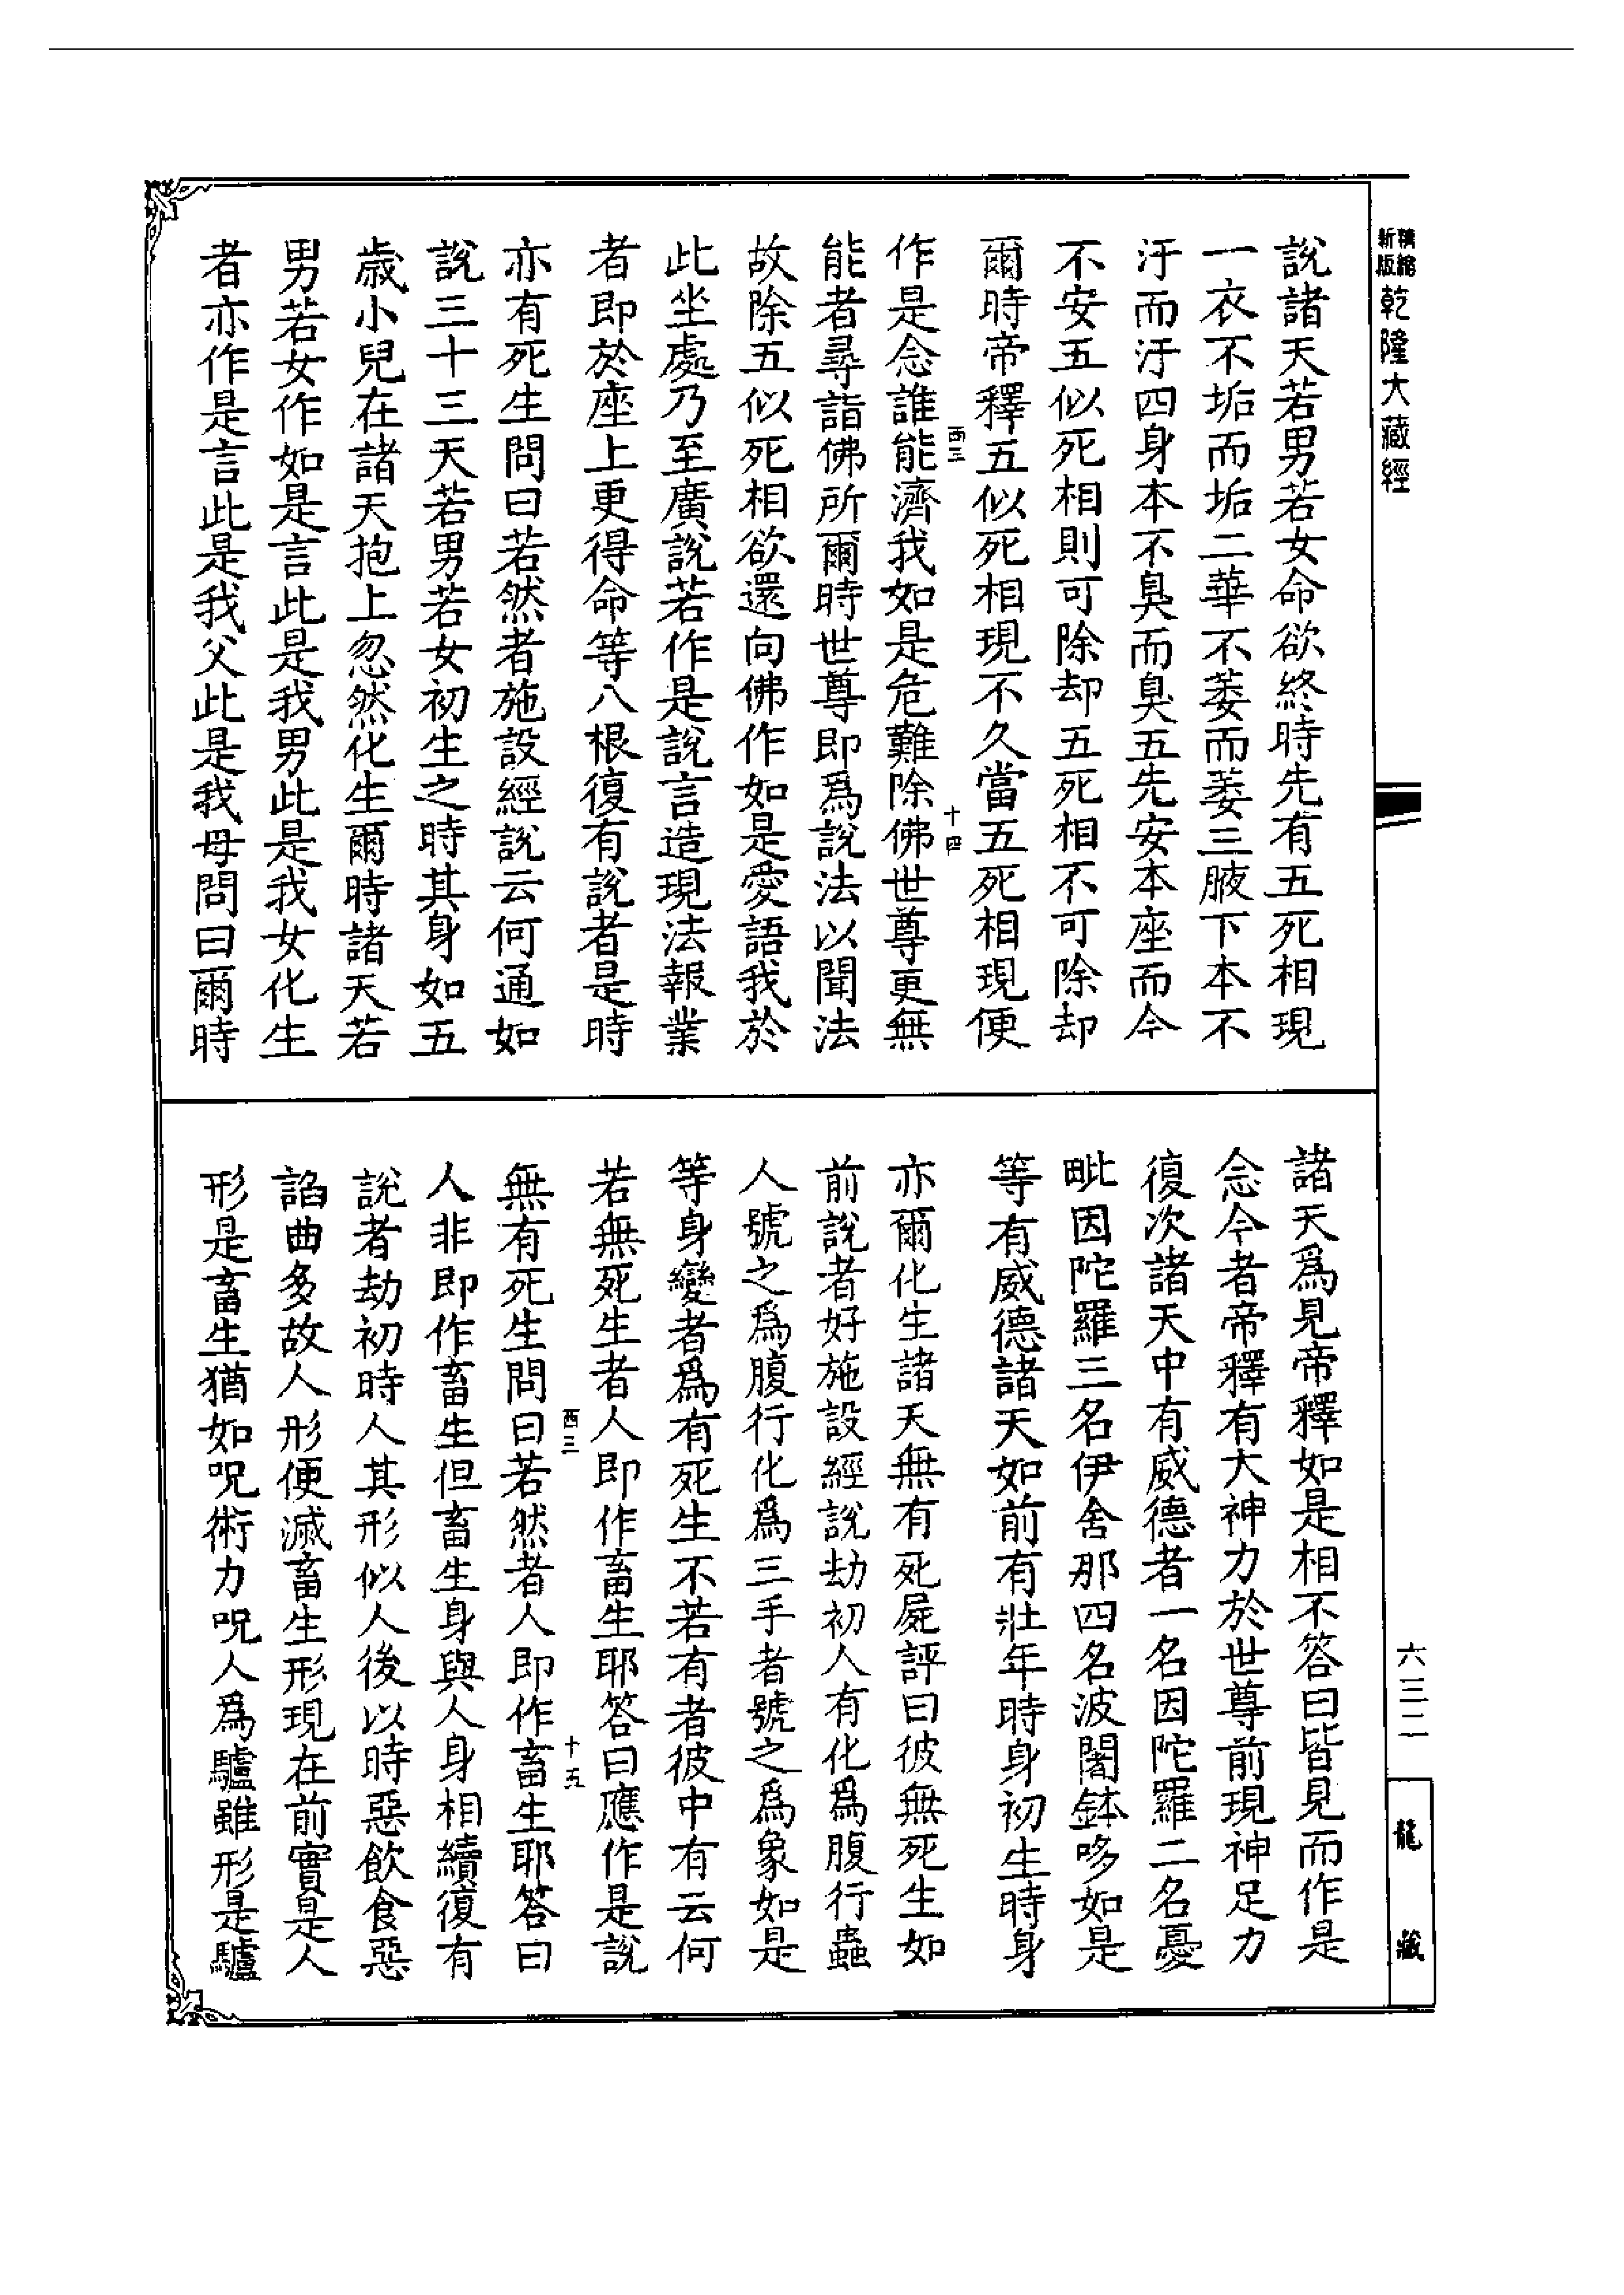 精縮新版乾隆大藏經
說諸天若男若女命欲終時先有五死相現
一衣不垢而垢二華不萎而萎三腋下本不
汙而汙四身本不臭而臭五先安本座而今
不安五似死相則可除却五死相不可除却
爾時帝釋五似死相現不久當五死相現便
西三
十四
作是念誰能能濟我如是危難除佛世尊更無
能者尋詣佛所爾時世尊即爲說法以聞法
故除五似死相欲還向佛作如是愛語我於
此坐處乃至廣說若作是說言造現法報業
者即於座上更得命等八根復有說者是時
亦有死生問曰若然者施設經說云何通如
說三十三天若男若女初生之時其身如五
歲小兒在諸天抱上忽然化生爾時諸天若
男若女作如是言此是我男此是我女化生
者亦作是言此是我父此是我母問曰爾時
諸天爲見帝釋如是相不答曰皆見而作是
念今者帝釋有大神力於世尊前現神足力
復次諸天中有威德者一名因陀羅二名憂
毗因陀羅三名伊舍那四名波闍鉢哆如是
等有威德諸天如前有壯年時身初生時身
亦爾化生諸天無有死屍評曰彼無死生如
前說者好施設經說劫初人有化爲腹行蟲
人號之爲腹行化爲三手者號之爲象如是
等身變者爲有死生不若有者彼中有云何
若無死生者人即作畜生耶答曰應作是說
西三
十五
無有死生問曰若然者人即作畜生耶答曰
人非即作畜生但畜生身與人身相續復有
說者劫初時人其形似人後以時惡飲食惡
諂曲多故人形便滅畜生形現在前實是人
形是畜生猶如呪術力呪人爲驢雖形是驢
六三二
龍藏